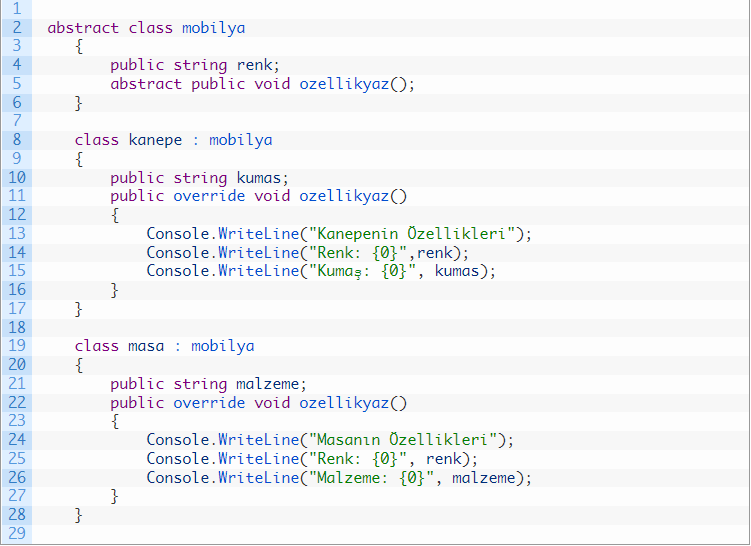 1
2 abstract class mobilya
3 {
4 public string renk;
5 abstract public void ozellikyaz();
6 }
7
8 class kanepe : mobilya
9 {
10 public string kumas;
11 public override void ozellikyaz()
12 {
13 Console.WriteLine("Kanepenin Özellikleri");
14 Console.WriteLine("Renk: {0}",renk);
15 Console.WriteLine("Kumaş: {0}", kumas);
16 }
17 }
18
19 class masa : mobilya
20 {
21 public string malzeme;
22 public override void ozellikyaz()
23 {
24 Console.WriteLine("Masanın Özellikleri");
25 Console.WriteLine("Renk: {0}", renk);
26 Console.WriteLine("Malzeme: {0}", malzeme);
27 }
28 }
29